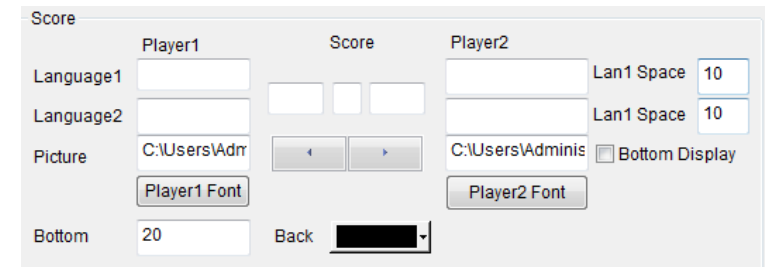 Score
Player1 Score Player2
Language1 Lan1 Space 10
Language2 Lan1 Space 10
Picture C:\Users\Adm C:\Users\Adminis Bottom Display
Player1 Font Player2 Font
Bottom 20 Back